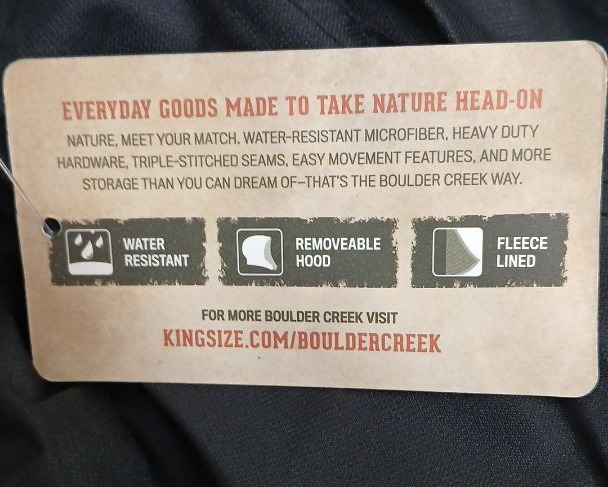 EVERYDAY GOODS MADE TO TAKE NATURE HEAD-ON
NATURE, MEET YOUR MATCH. WATER-RESISTANT MICROFIBER, HEAVY DUTY
HARDWARE, TRIPLE-STITCHED SEAMS, EASY MOVEMENT FEATURES, AND MORE
STORAGE THAN YOU CAN DREAM OF–THAT'S THE BOULDER CREEK WAY.
WATER
RESISTANT
REMOVEABLE
HOOD
FLEECE
LINED
FOR MORE BOULDER CREEK VISIT
KINGSIZE.COM/BOULDERCREEK